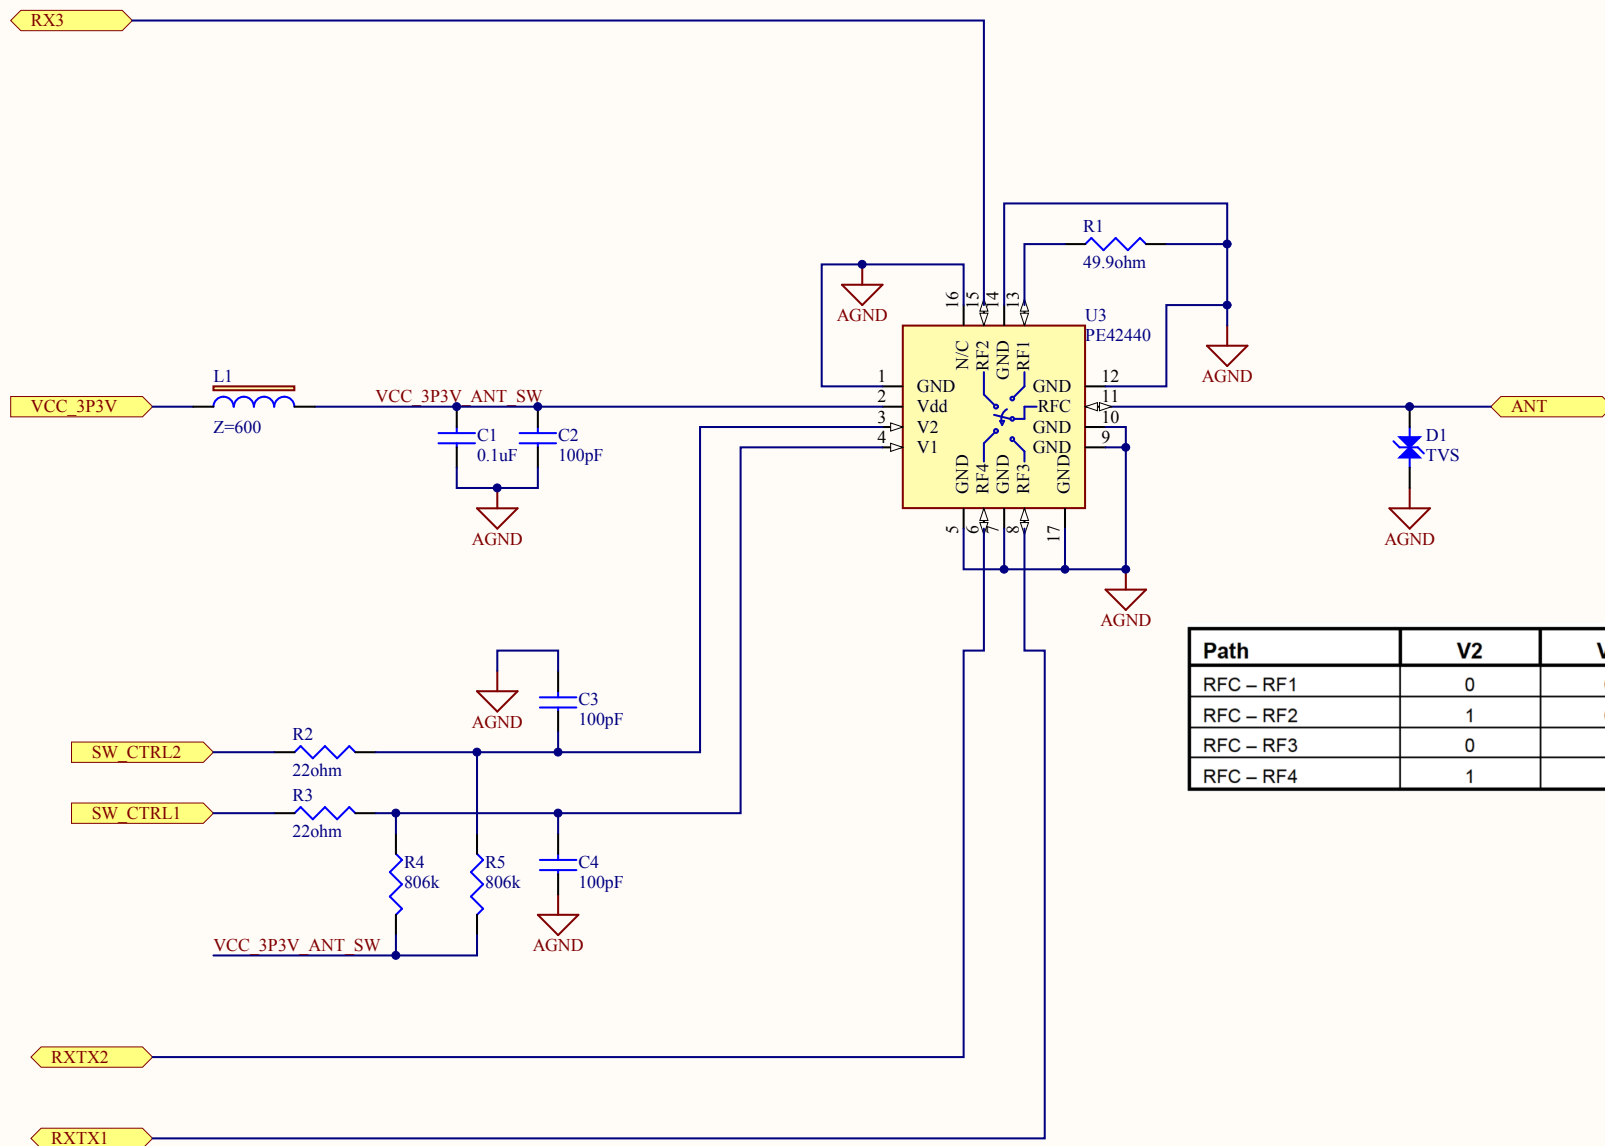 RX3
R1
49.9ohm
AGND
16
15
14
13
U3
PE42440
N/C
RF2
GND
RF1
AGND
L1
VCC_3P3V
Z=600
VCC_3P3V_ANT_SW
1
2
3
4
GND
Vdd
V2
V1
GND
RFC
GND
GND
12
11
10
9
ANT
C1
0.1uF
C2
100pF
D1
TVS
GND
RF4
GND
RF3
GND
5
6
7
8
17
AGND
AGND
AGND
Path V2
RFC – RF1 0
RFC – RF2 1
RFC – RF3 0
RFC – RF4 1
C3
100pF
AGND
SW_CTRL2
R2
22ohm
SW_CTRL1
R3
22ohm
R4
806k
R5
806k
C4
100pF
AGND
VCC_3P3V_ANT_SW
RXTX2
RXTX1